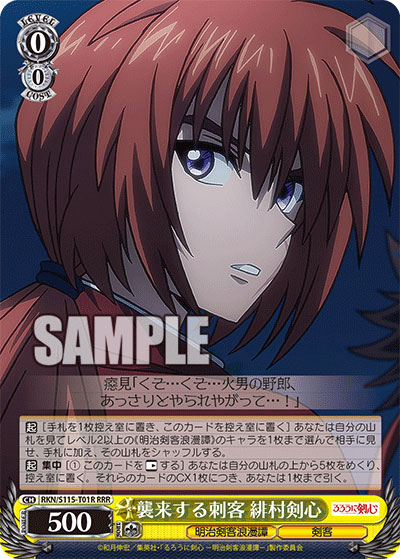 LEVEL
0
0
COST
SAMPLE
癋見「くそ…くそ…火男の野郎、
あっさりとやられやがって…！」
起 ［手札を1枚控え室に置き、このカードを控え室に置く］あなたは自分の山
札を見てレベル2以上の《明治剣客浪漫譚》のキャラを1枚まで選んで相手に見
せ、手札に加え、その山札をシャッフルする。
起 集中 ［① このカードを する］あなたは自分の山札の上から5枚をめくり、
控え室に置く。それらのカードのCX1枚につき、あなたは1枚まで引く。
CH RKN/S115-T01R RRR
POWER
500
襲来する刺客 緋村剣心
るろうに剣心
明治剣客浪漫譚
剣客
©和月伸宏／集英社・「るろうに剣心 −明治剣客浪漫譚−」製作委員会